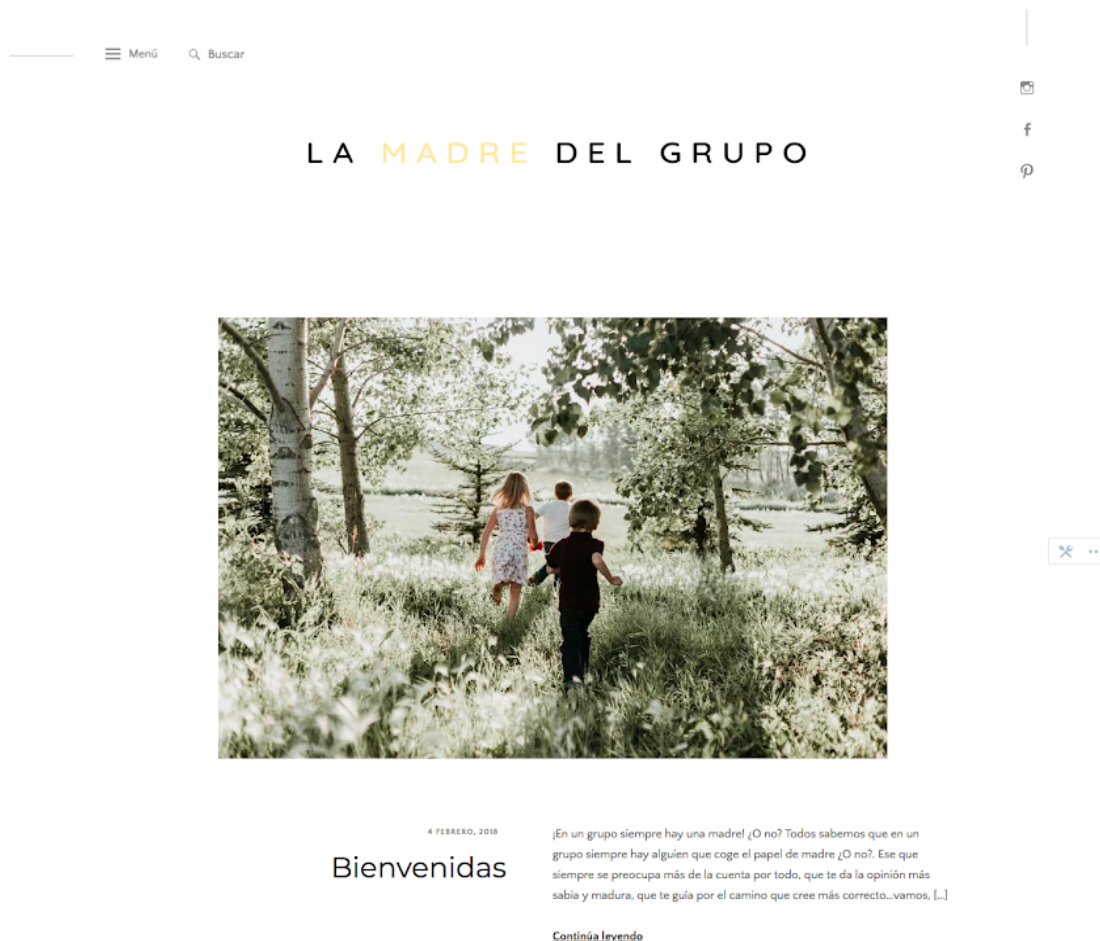 Menú
Buscar
LA MADRE DEL GRUPO
4 FEBRERO, 2018
Bienvenidas
¡En un grupo siempre hay una madre! ¿O no? Todos sabemos que en un
grupo siempre hay alguien que coge el papel de madre ¿O no?. Ese que
siempre se preocupa más de la cuenta por todo, que te da la opinión más
sabia y madura, que te guía por el camino que cree más correcto...vamos, [...]
Continúa leyendo